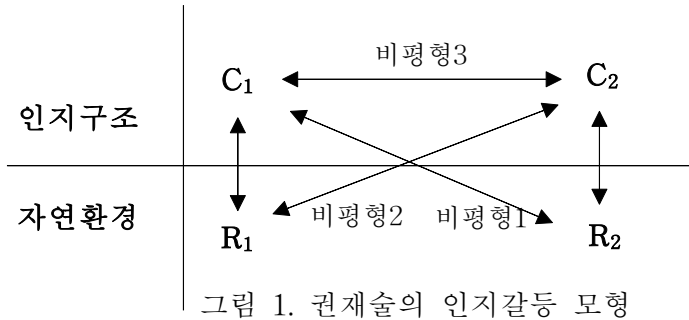 비평형3
C₁ C₂
인지구조
자연환경
비평형2 비평형1
R₁ R₂
그림 1. 권재술의 인지갈등 모형